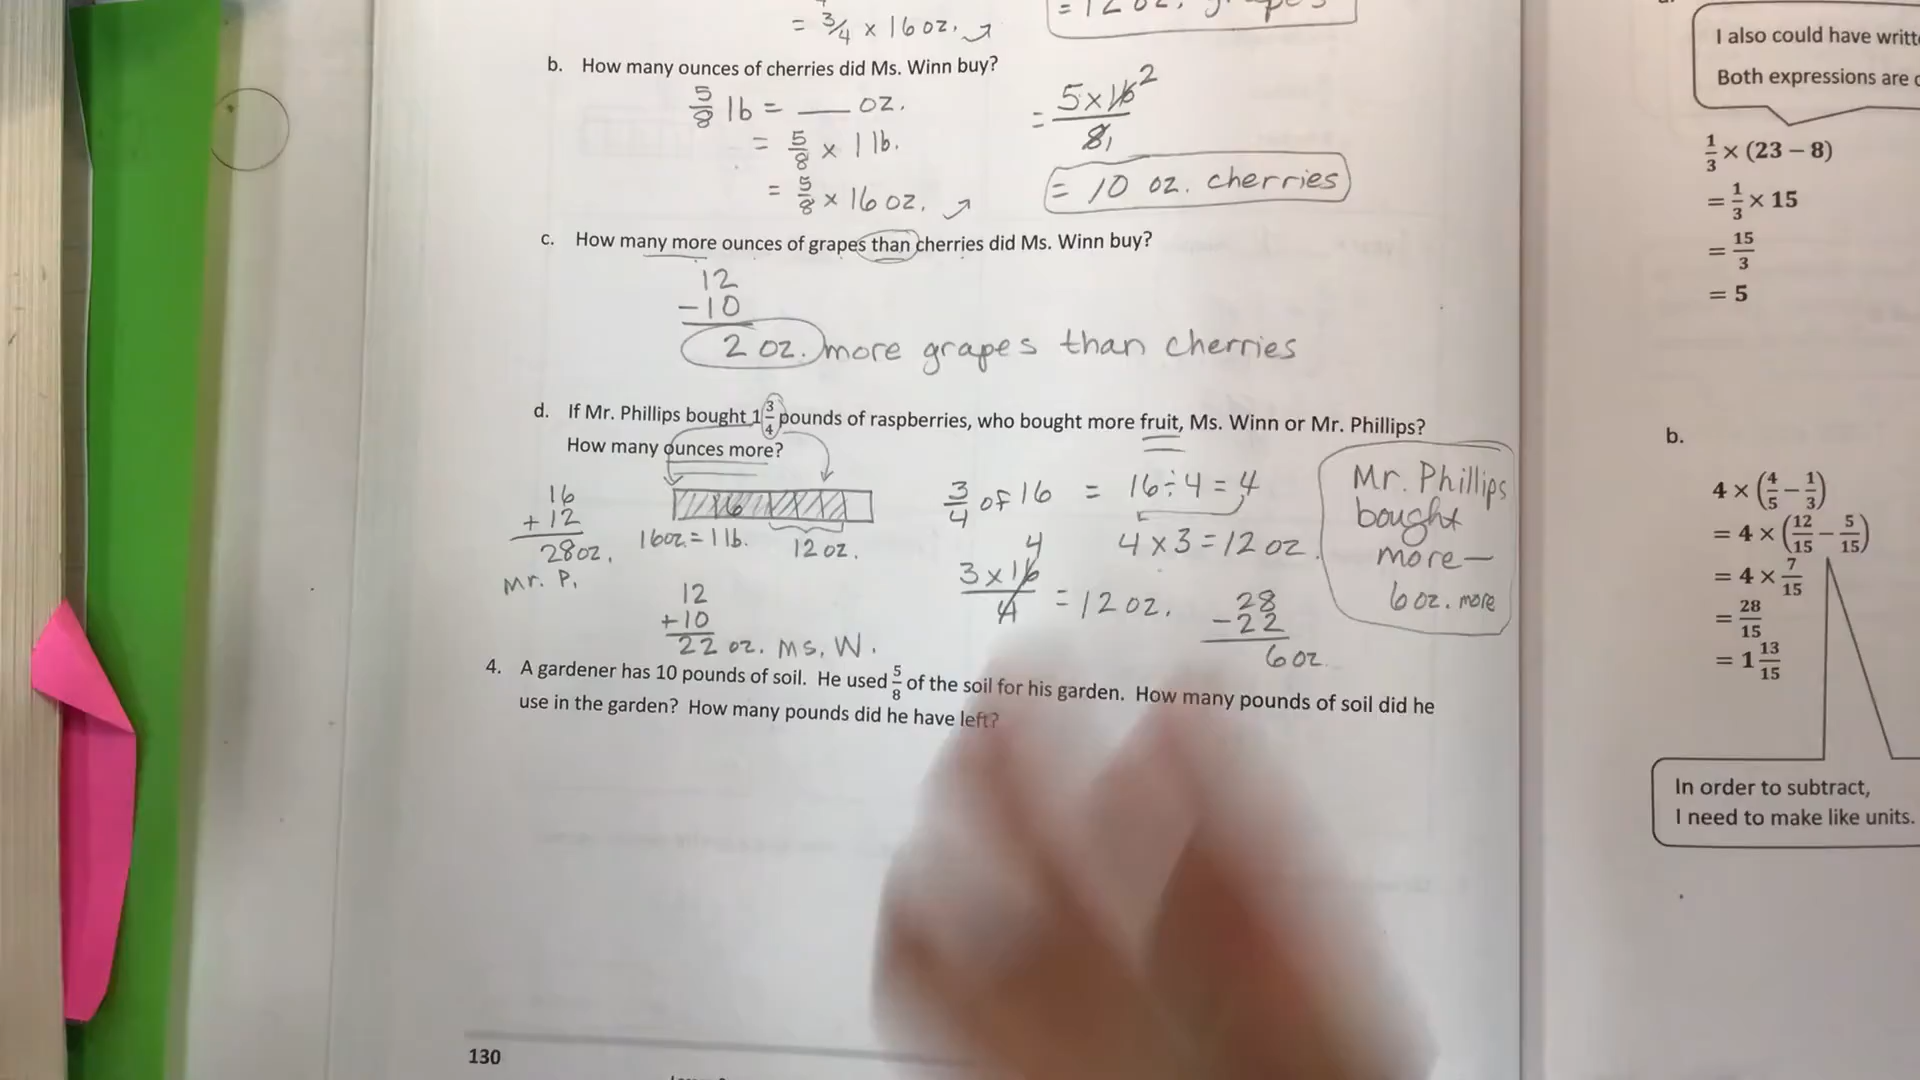 = 3/4 x 16 oz.
= 12 oz. grapes
b. How many ounces of cherries did Ms. Winn buy?
5/8 lb = ___ oz.
= 5/8 x 1 lb.
= 5/8 x 16 oz.
= 5 x 16 2 / 8 1
= 10 oz. cherries
c. How many more ounces of grapes than cherries did Ms. Winn buy?
12
-10
2 oz. more grapes than cherries
d. If Mr. Phillips bought 1 3/4 pounds of raspberries, who bought more fruit, Ms. Winn or Mr. Phillips?
How many ounces more?
16
+ 12
28 oz.
Mr. P.
16
16oz. = 1 lb.
12 oz.
12
+10
22 oz. Ms. W.
3/4 of 16 = 16 ÷ 4 = 4
4 x 3 = 12 oz.
4
3 x 16 / 4 = 12 oz.
28
-22
6 oz.
Mr. Phillips
bought
more—
6 oz. more
4. A gardener has 10 pounds of soil. He used 5/8 of the soil for his garden. How many pounds of soil did he
use in the garden? How many pounds did he have left?
130
I also could have
Both expressions are
1/3 × (23 – 8)
= 1/3 × 15
= 15/3
= 5
b.
4 × (4/5 – 1/3)
= 4 × (12/15 – 5/15)
= 4 × 7/15
= 28/15
= 1 13/15
In order to subtract,
I need to make like units.